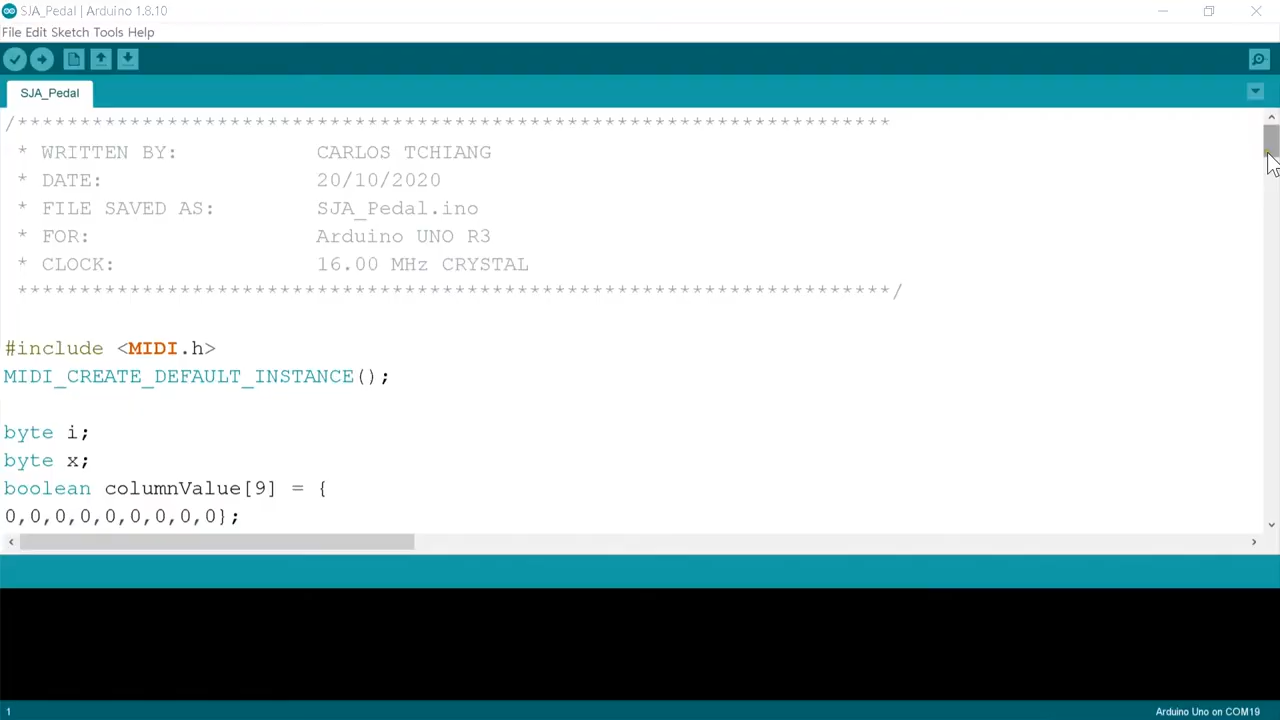 SJA_Pedal | Arduino 1.8.10
File Edit Sketch Tools Help
SJA_Pedal
/**********************************************************************
* WRITTEN BY: CARLOS TCHIANG
* DATE: 20/10/2020
* FILE SAVED AS: SJA_Pedal.ino
* FOR: Arduino UNO R3
* CLOCK: 16.00 MHz CRYSTAL
**********************************************************************/
#include <MIDI.h>
MIDI_CREATE_DEFAULT_INSTANCE();
byte i;
byte x;
boolean columnValue[9] = {
0,0,0,0,0,0,0,0,0};
1
Arduino Uno on COM19